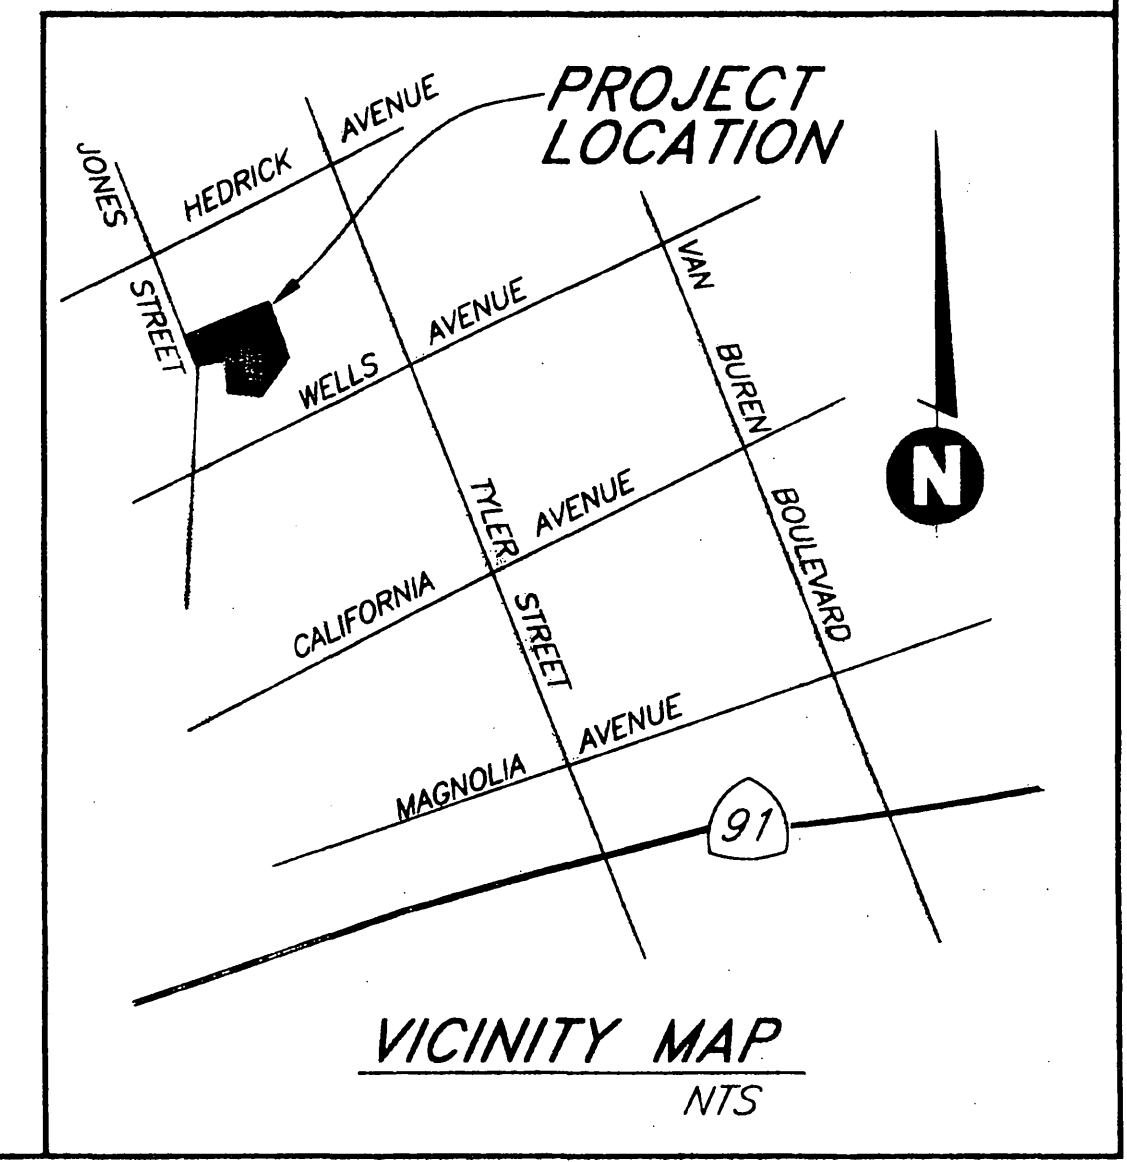 PROJECT
LOCATION
JONES
STREET
HEDRICK
AVENUE
WELLS
AVENUE
VAN
BUREN
BOULEVARD
TYLER
STREET
CALIFORNIA
AVENUE
MAGNOLIA
AVENUE
91
N
VICINITY MAP
NTS